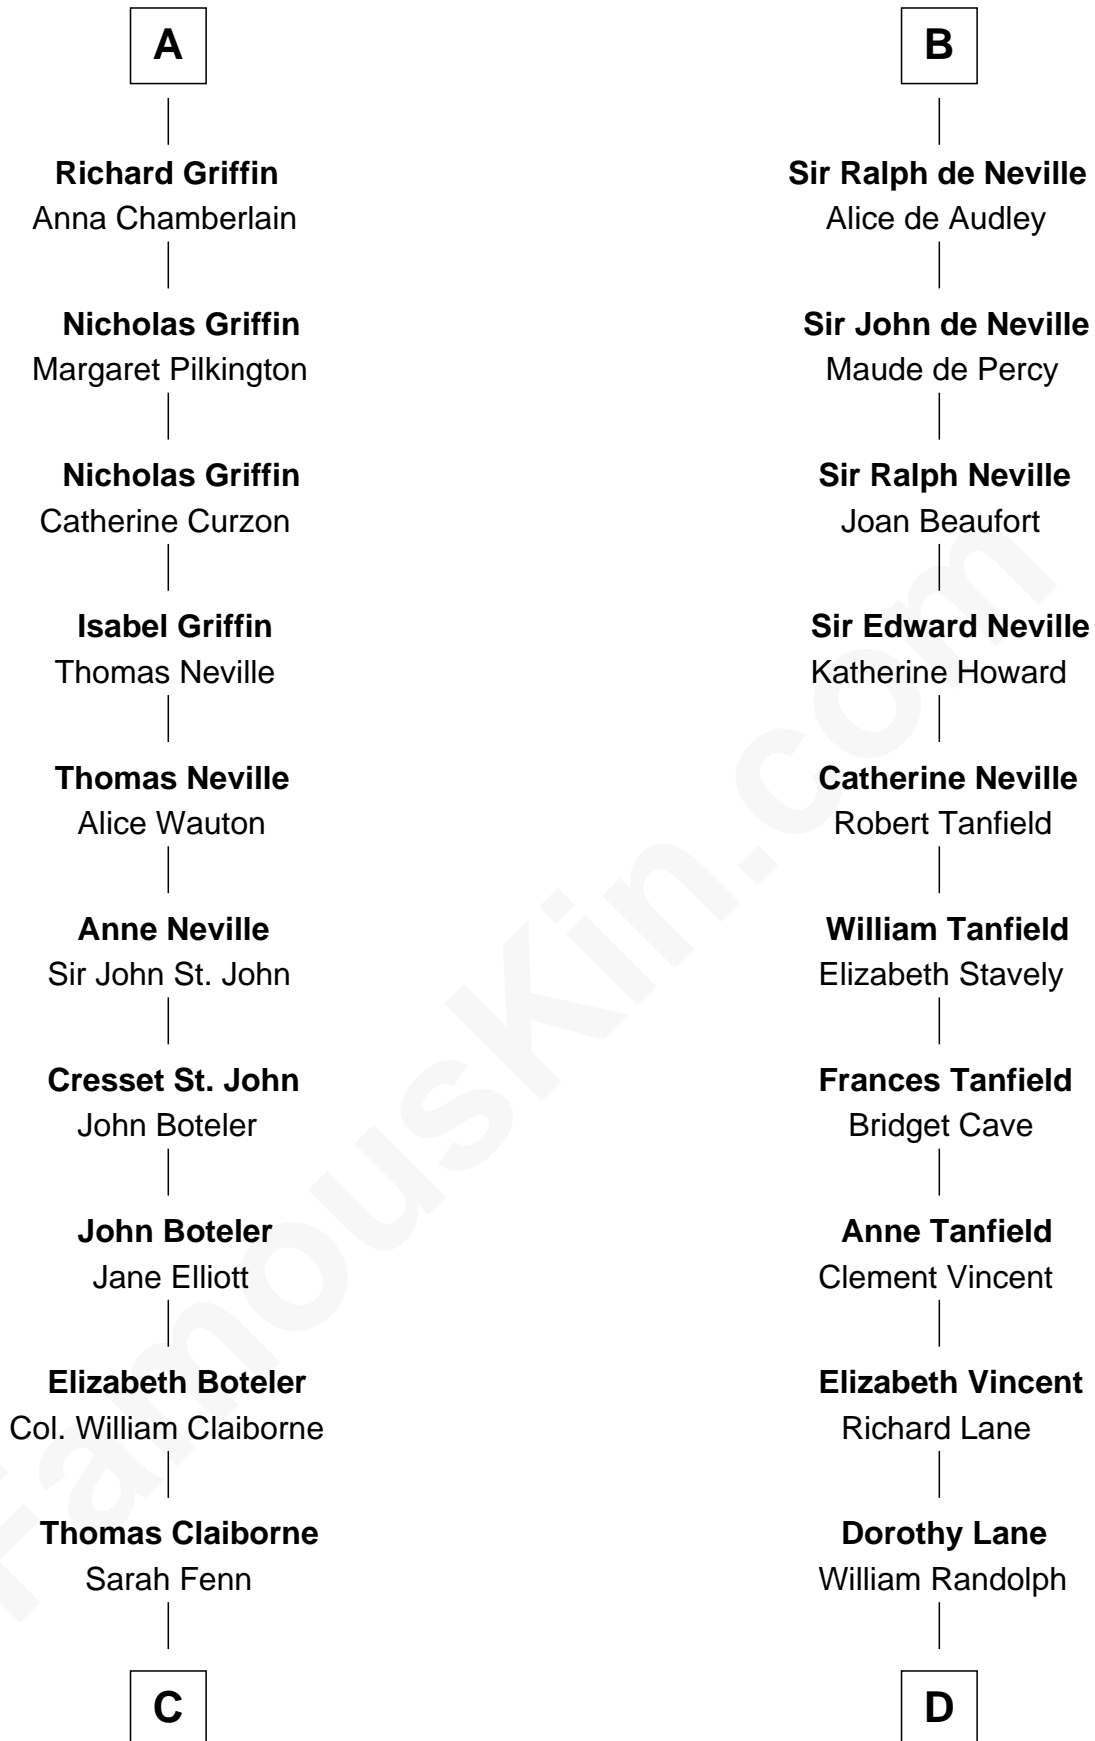 A
Richard Griffin
Anna Chamberlain
Nicholas Griffin
Margaret Pilkington
Nicholas Griffin
Catherine Curzon
Isabel Griffin
Thomas Neville
Thomas Neville
Alice Wauton
Anne Neville
Sir John St. John
Cresset St. John
John Boteler
John Boteler
Jane Elliott
Elizabeth Boteler
Col. William Claiborne
Thomas Claiborne
Sarah Fenn
C
B
Sir Ralph de Neville
Alice de Audley
Sir John de Neville
Maude de Percy
Sir Ralph Neville
Joan Beaufort
Sir Edward Neville
Katherine Howard
Catherine Neville
Robert Tanfield
William Tanfield
Elizabeth Stavely
Frances Tanfield
Bridget Cave
Anne Tanfield
Clement Vincent
Elizabeth Vincent
Richard Lane
Dorothy Lane
William Randolph
D
FamousKin.com